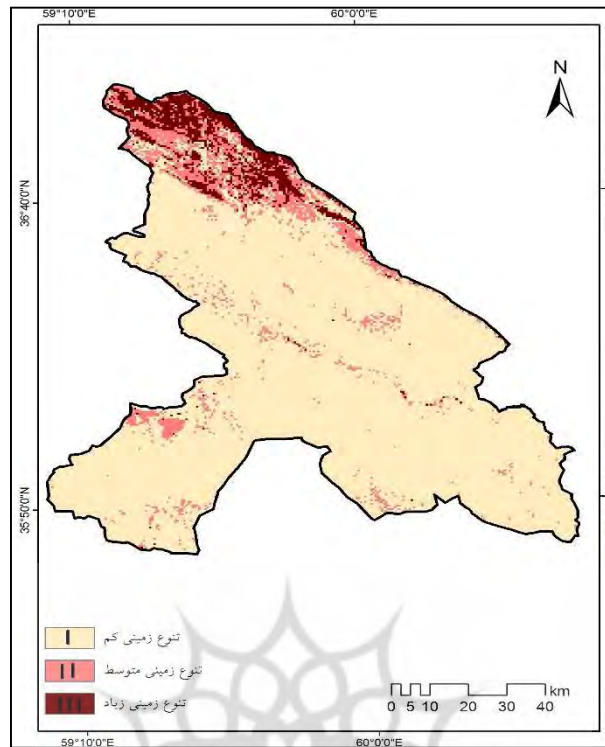 59°10'0"E 60°0'0"E
N
36°40'0"N
35°50'0"N
I تنوع زمینی کم
II تنوع زمینی متوسط
III تنوع زمینی زیاد
km
0 5 10 20 30 40
59°10'0"E 60°0'0"E